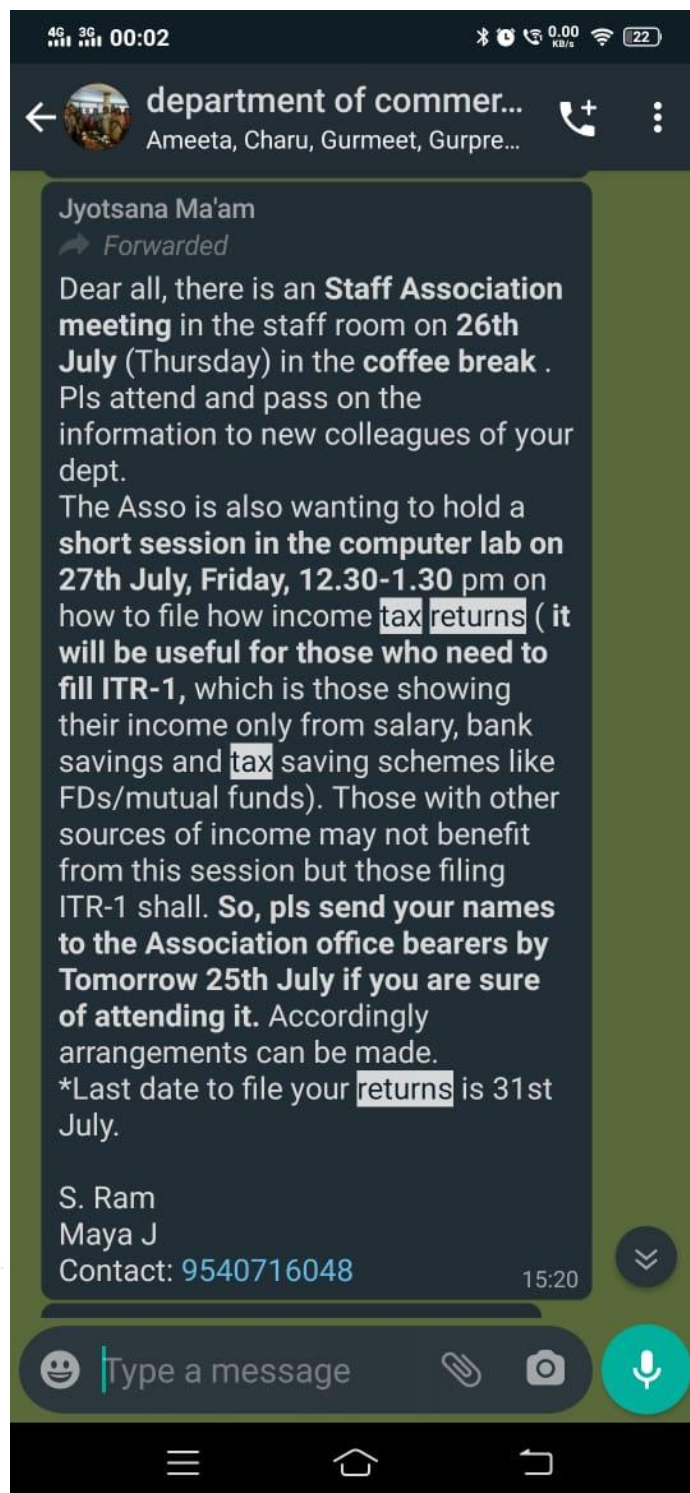 4G 3G 00:02 0.00 KB/s 22
department of commer...
Ameeta, Charu, Gurmeet, Gurpre...
Jyotsana Ma'am
Forwarded
Dear all, there is an Staff Association
meeting in the staff room on 26th
July (Thursday) in the coffee break .
Pls attend and pass on the
information to new colleagues of your
dept.
The Asso is also wanting to hold a
short session in the computer lab on
27th July, Friday, 12.30-1.30 pm on
how to file how income tax returns ( it
will be useful for those who need to
fill ITR-1, which is those showing
their income only from salary, bank
savings and tax saving schemes like
FDs/mutual funds). Those with other
sources of income may not benefit
from this session but those filing
ITR-1 shall. So, pls send your names
to the Association office bearers by
Tomorrow 25th July if you are sure
of attending it. Accordingly
arrangements can be made.
*Last date to file your returns is 31st
July.
S. Ram
Maya J
Contact: 9540716048
15:20
Type a message